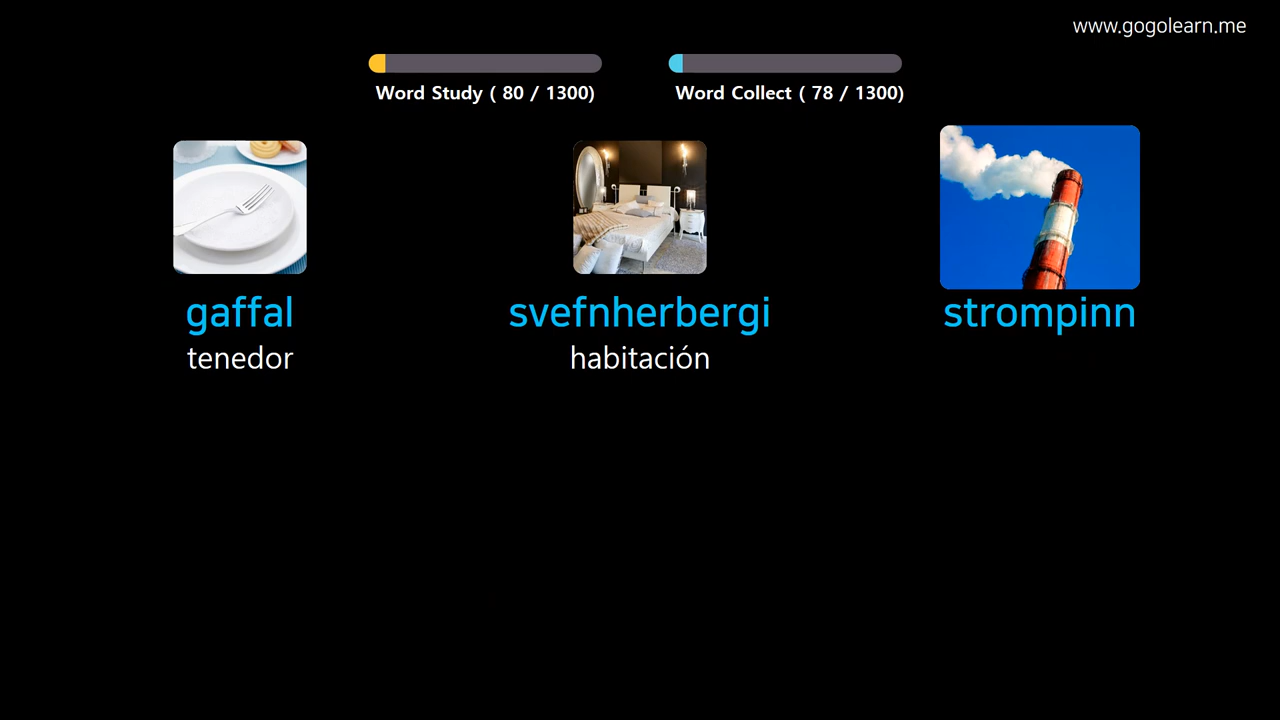 www.gogolearn.me
Word Study ( 80 / 1300)
Word Collect ( 78 / 1300)
gaffal
svefnherbergi
strompinn
tenedor
habitación